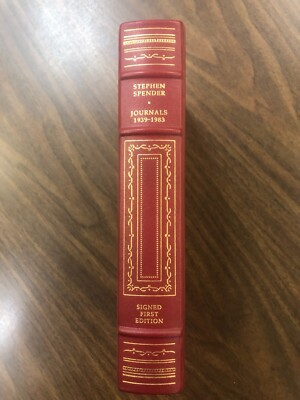 STEPHEN
SPENDER
JOURNALS
1939-1983
SIGNED
FIRST
EDITION